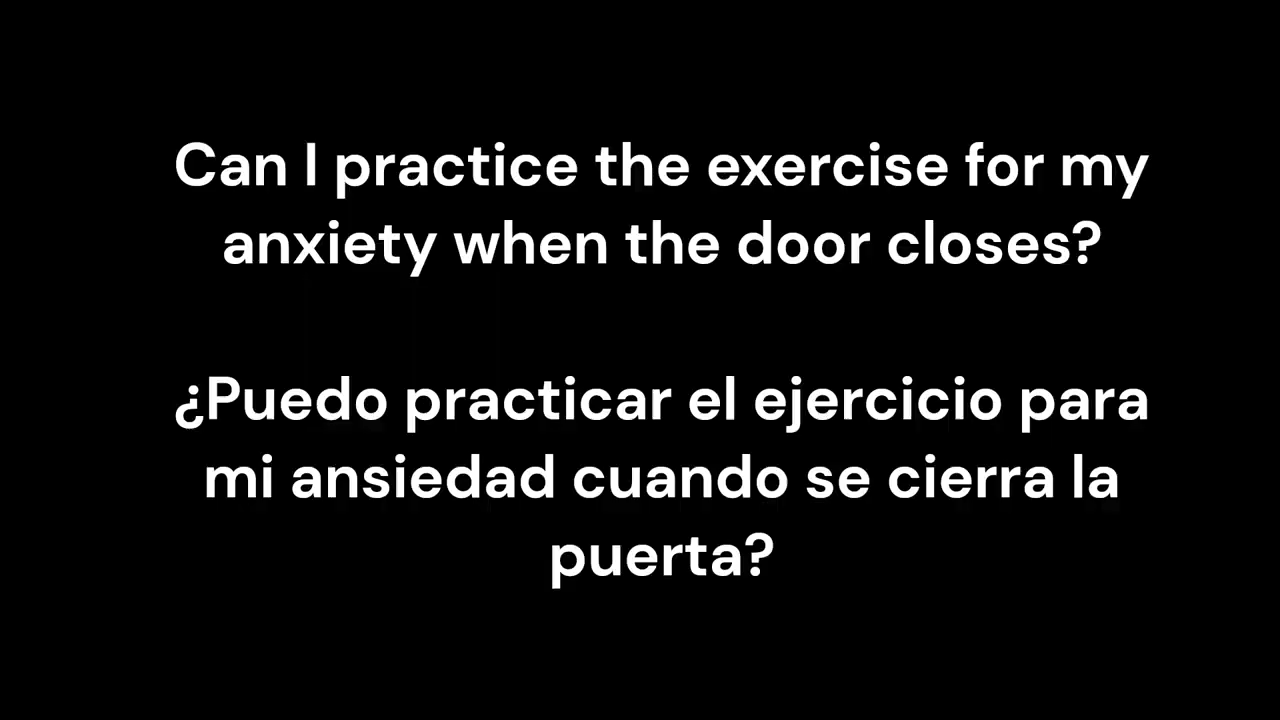 Can I practice the exercise for my
anxiety when the door closes?
¿Puedo practicar el ejercicio para
mi ansiedad cuando se cierra la
puerta?